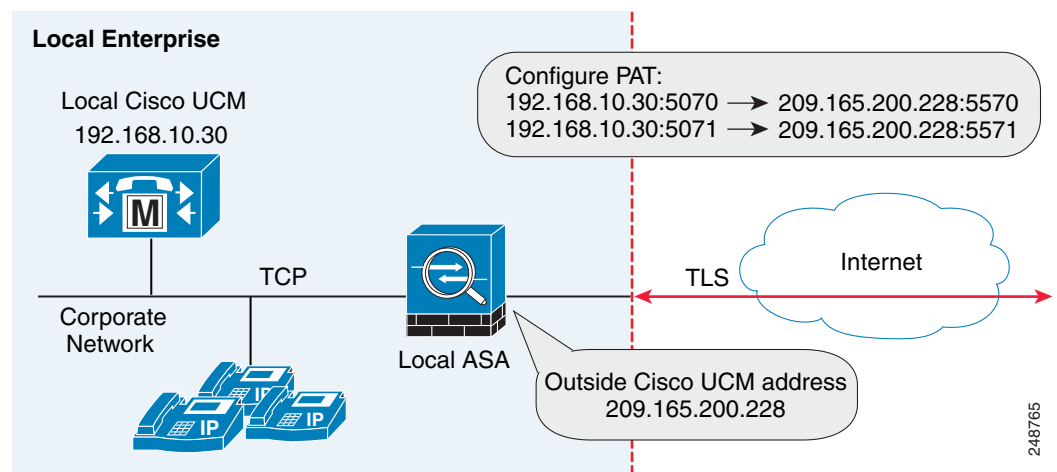 Local Enterprise
Local Cisco UCM
192.168.10.30
M
Configure PAT:
192.168.10.30:5070 → 209.165.200.228:5570
192.168.10.30:5071 → 209.165.200.228:5571
TCP
TLS
Internet
Corporate
Network
Local ASA
IP
IP
IP
Outside Cisco UCM address
209.165.200.228
248765